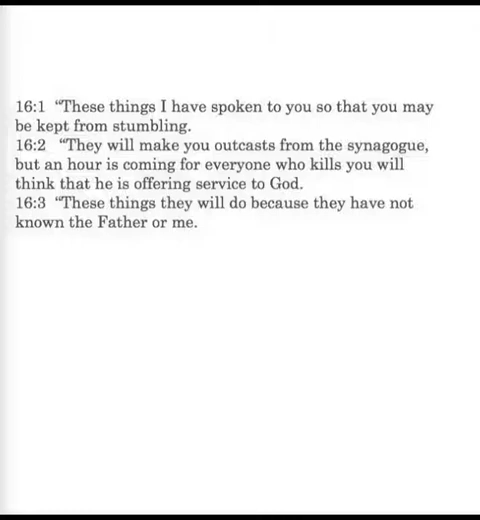 16:1 “These things I have spoken to you so that you may
be kept from stumbling.
16:2 “They will make you outcasts from the synagogue,
but an hour is coming for everyone who kills you will
think that he is offering service to God.
16:3 “These things they will do because they have not
known the Father or me.